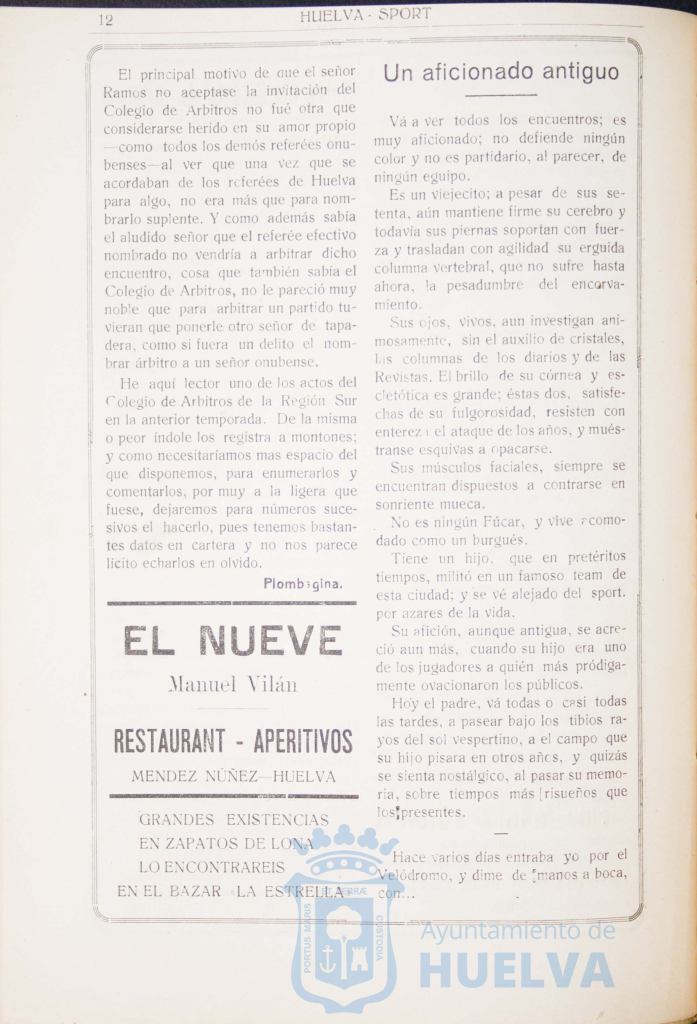 12
HUELVA - SPORT
El principal motivo de que el señor
Ramos no aceptase la invitación del
Colegio de Arbitros no fué otra que
considerarse herido en su amor propio
—como todos los demós referées onu-
benses—al ver que una vez que se
acordaban de los referées de Huelva
para algo, no era más que para nom-
brarlo suplente. Y como además sabía
el aludido señor que el referée efectivo
nombrado no vendría a arbitrar dicho
encuentro, cosa que también sabía el
Colegio de Arbitros, no le pareció muy
noble que para arbitrar un partido tu-
vieran que ponerle otro señor de tapa-
dera, como si fuera un delito el nom-
brar árbitro a un señor onubense.
He aquí lector uno de los actos del
Colegio de Arbitros de la Región Sur
en la anterior temporada. De la misma
o peor índole los registra a montones;
y como necesitaríamos mas espacio del
que disponemos, para enumerarlos y
comentarlos, por muy a la ligera que
fuese, dejaremos para números suce-
sivos el hacerlo, pues tenemos bastan-
tes datos en cartera y no nos parece
lícito echarlos en olvido.
Plombagina.
EL NUEVE
Manuel Vilán
RESTAURANT - APERITIVOS
MENDEZ NÚÑEZ—HUELVA
GRANDES EXISTENCIAS
EN ZAPATOS DE LONA
LO ENCONTRAREIS
EN EL BAZAR LA ESTRELLA
Un aficionado antiguo
Vá a ver todos los encuentros; es
muy aficionado; no defiende ningún
color y no es partidario, al parecer, de
ningún eguipo.
Es un viejecito; a pesar de sus se-
tenta, aún mantiene firme su cerebro y
todavía sus piernas soportan con fuer-
za y trasladan con agilidad su erguida
columna vertebral, que no sufre hasta
ahora, la pesadumbre del encorva-
miento.
Sus ojos, vivos, aun investigan ani-
mosamente, sin el auxilio de cristales,
las columnas de los diarios y de las
Revistas. El brillo de su córnea y es-
cletótica es grande; éstas dos, satisfe-
chas de su fulgorosidad, resisten con
entereza el ataque de los años, y mués-
transe esquivas a opacarse.
Sus músculos faciales, siempre se
encuentran dispuestos a contrarse en
sonriente mueca.
No es ningún Fúcar, y vive acomo-
dado como un burgués.
Tiene un hijo, que en pretéritos
tiempos, militó en un famoso team de
esta ciudad; y se vé alejado del sport.
por azares de la vida.
Su afición, aunque antigua, se acre-
ció aun más, cuando su hijo era uno
de los jugadores a quién más pródiga-
mente ovacionaron los públicos.
Hoy el padre, vá todas o casi todas
las tardes, a pasear bajo los tibios ra-
yos del sol vespertino, a el campo que
su hijo pisara en otros años, y quizás
se sienta nostálgico, al pasar su memo-
ria, sobre tiempos más risueños que
los presentes.
Hace varios días entraba yo por el
Velódromo, y dime de manos a boca,
con...
PORTUS MARIS
ET TERRÆ
CUSTODIA
Ayuntamiento de
HUELVA